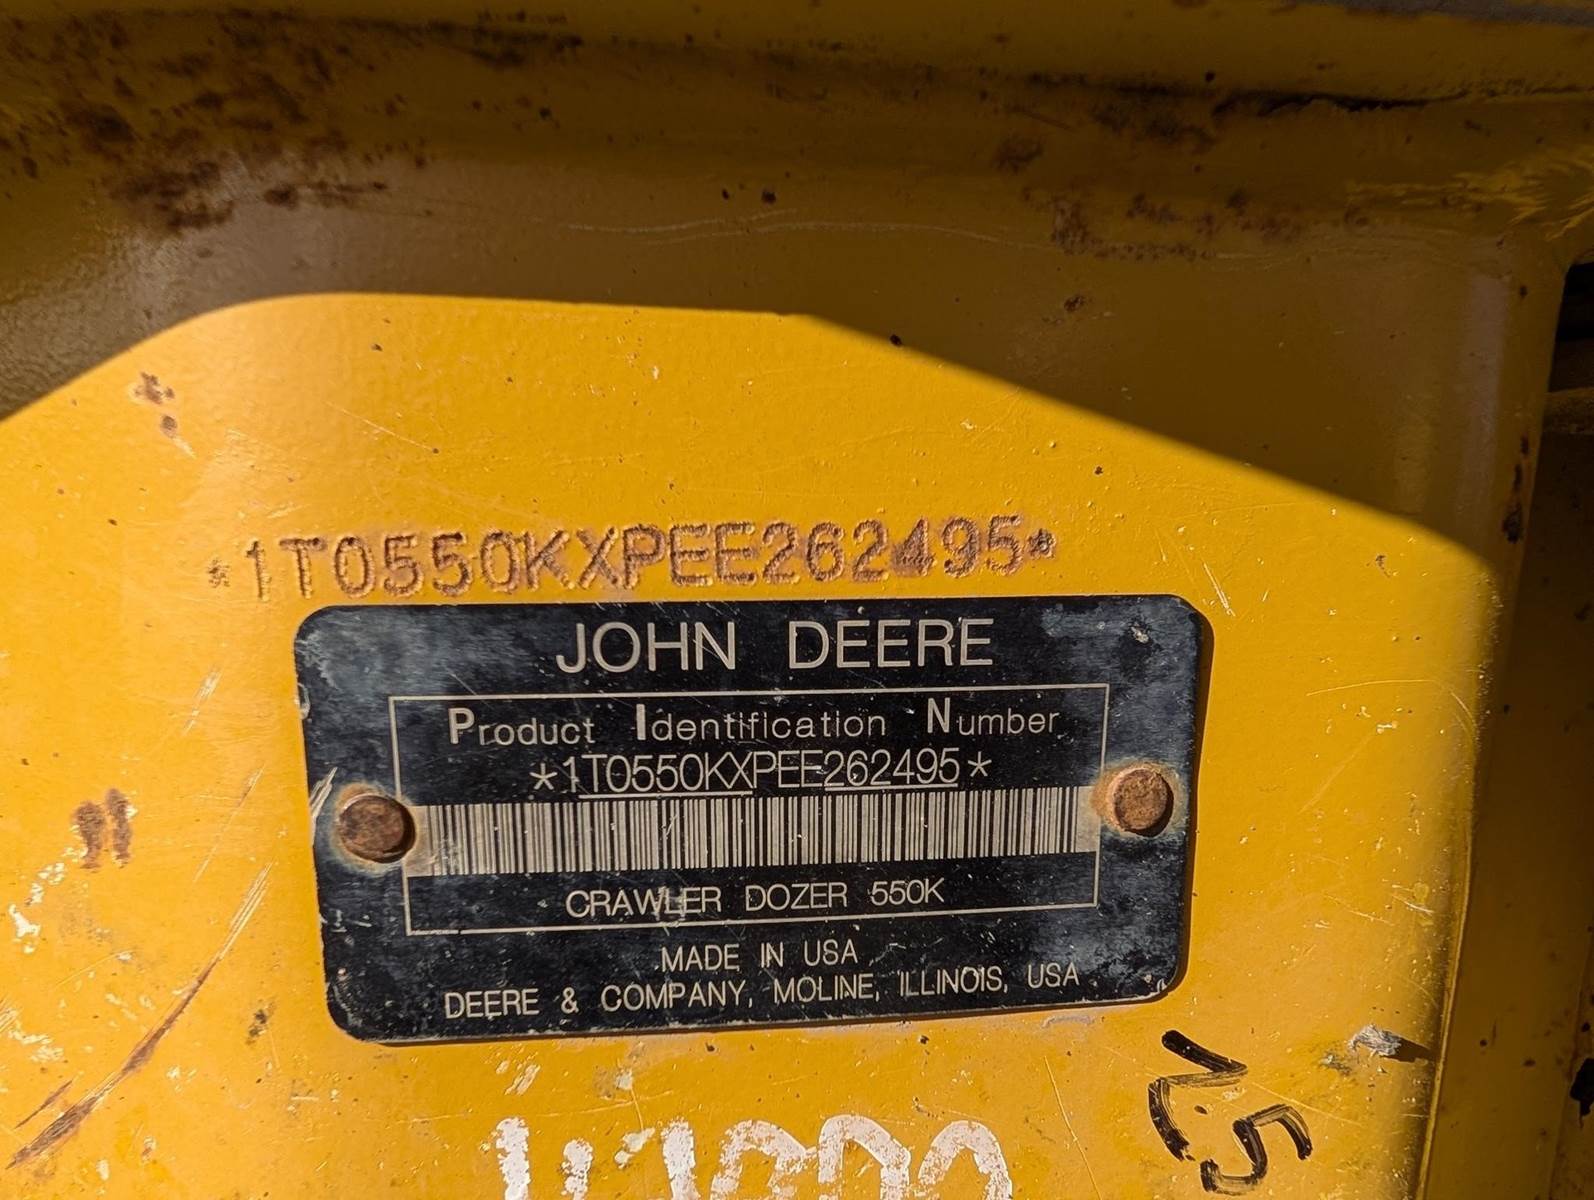 *1T0550KXPEE262495*
JOHN DEERE
Product Identification Number
*1T0550KXPEE262495*
CRAWLER DOZER 550K
MADE IN USA
DEERE & COMPANY, MOLINE, ILLINOIS, USA